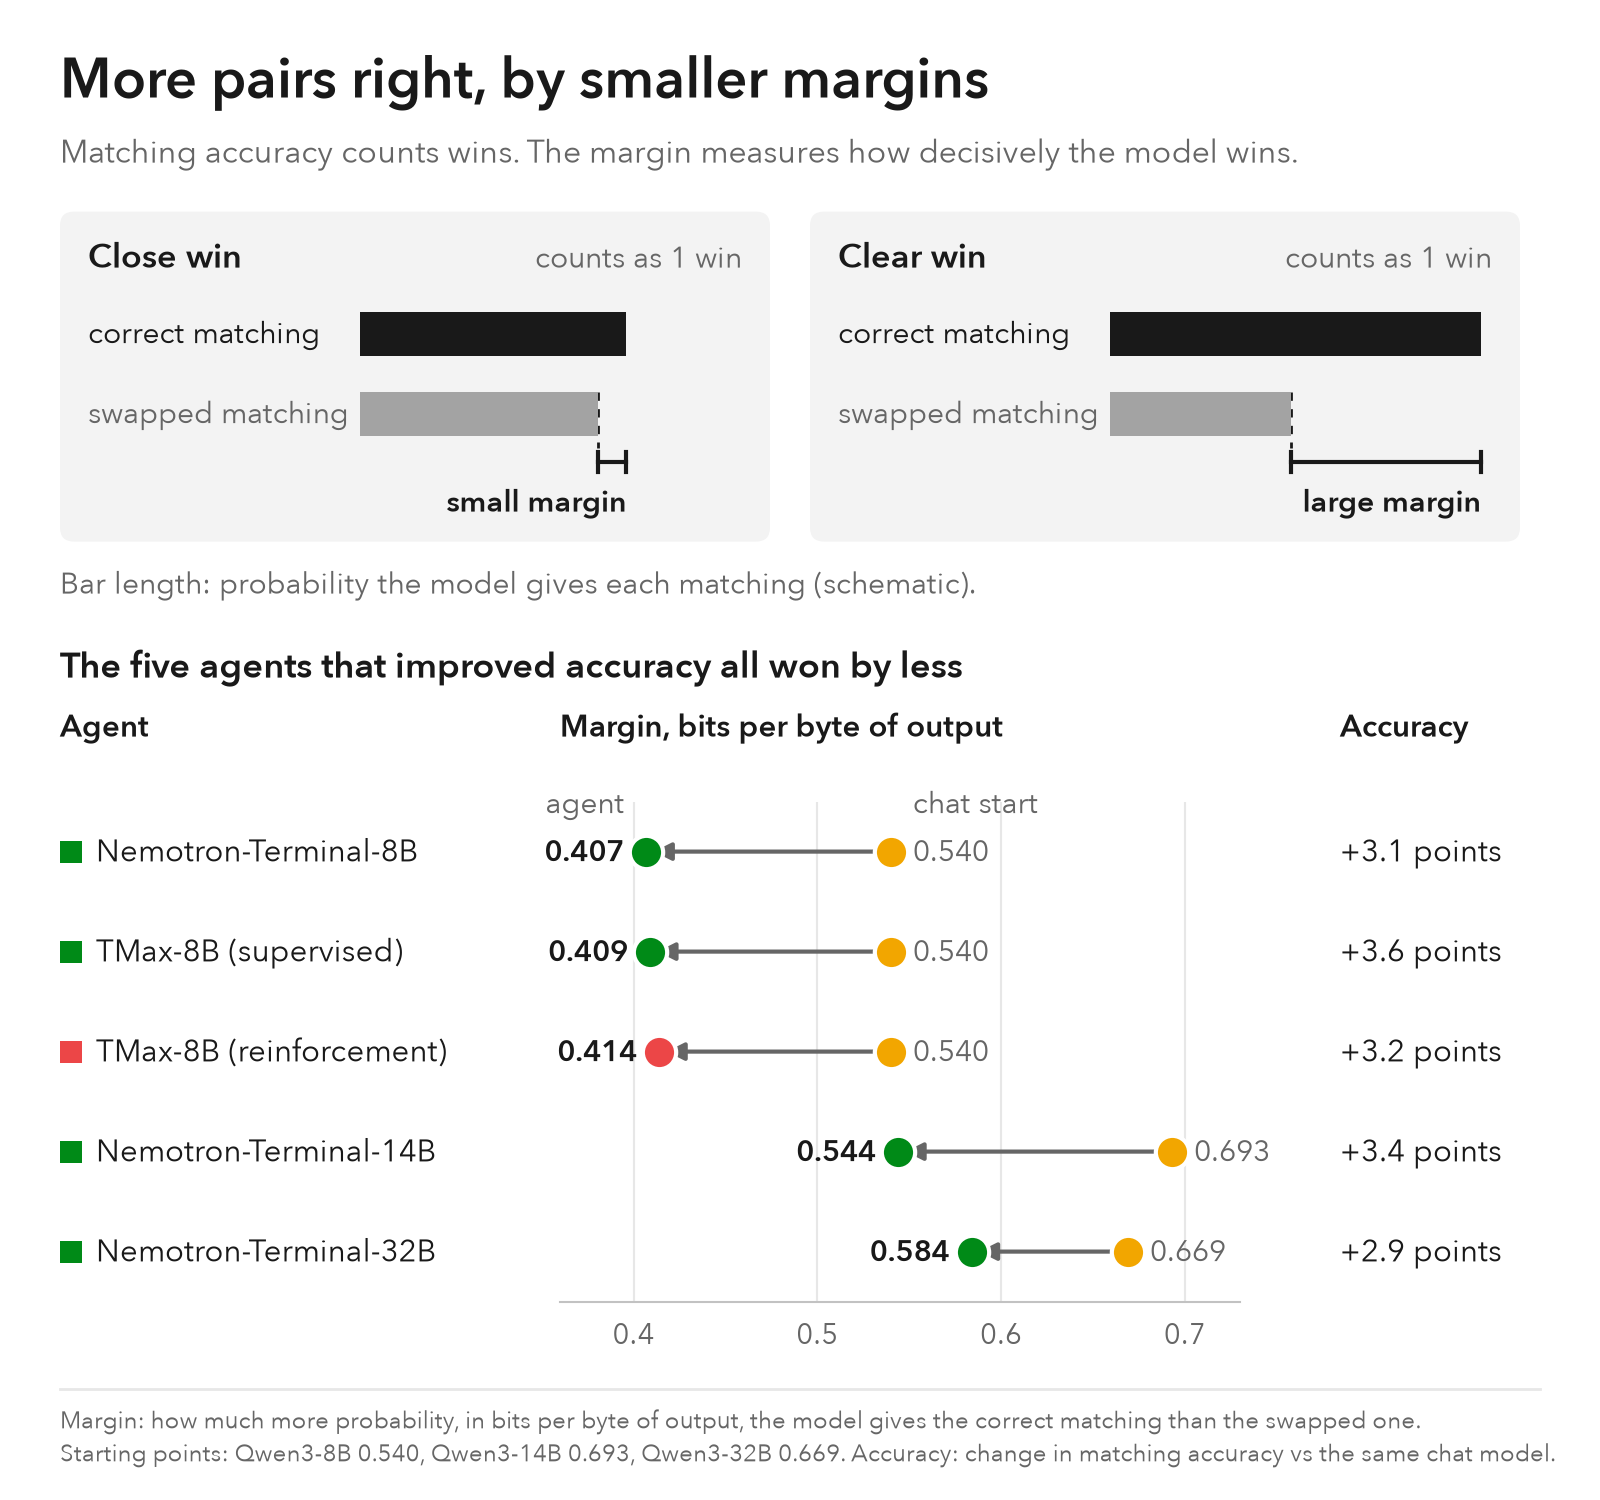 More pairs right, by smaller margins
Matching accuracy counts wins. The margin measures how decisively the model wins.
Close win counts as 1 win
correct matching
swapped matching
small margin
Clear win counts as 1 win
correct matching
swapped matching
large margin
Bar length: probability the model gives each matching (schematic).
The five agents that improved accuracy all won by less
Agent Margin, bits per byte of output Accuracy
agent chat start
Nemotron-Terminal-8B 0.407 0.540 +3.1 points
TMax-8B (supervised) 0.409 0.540 +3.6 points
TMax-8B (reinforcement) 0.414 0.540 +3.2 points
Nemotron-Terminal-14B 0.544 0.693 +3.4 points
Nemotron-Terminal-32B 0.584 0.669 +2.9 points
0.4 0.5 0.6 0.7
Margin: how much more probability, in bits per byte of output, the model gives the correct matching than the swapped one.
Starting points: Qwen3-8B 0.540, Qwen3-14B 0.693, Qwen3-32B 0.669. Accuracy: change in matching accuracy vs the same chat model.